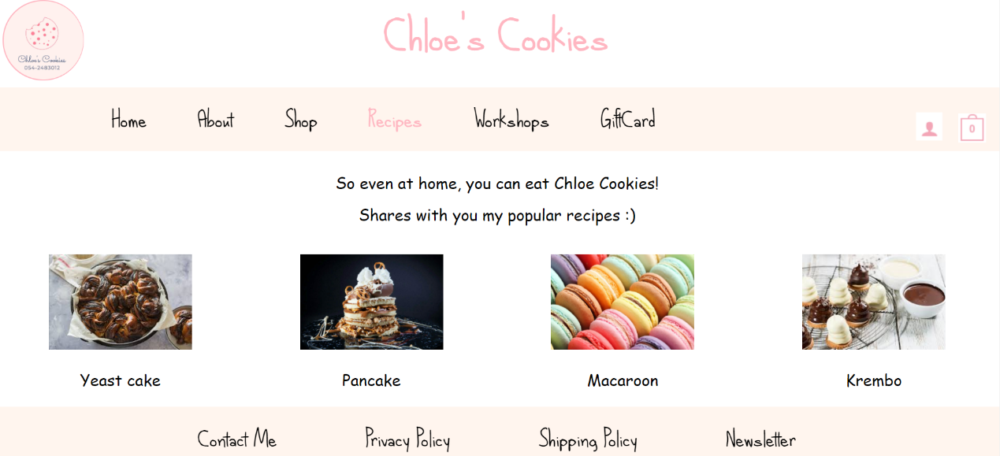 Chloe's Cookies
054-2483012
Chloe's Cookies
Home About Shop Recipes Workshops GiftCard
0
So even at home, you can eat Chloe Cookies!
Shares with you my popular recipes :)
Yeast cake Pancake Macaroon Krembo
Contact Me Privacy Policy Shipping Policy Newsletter